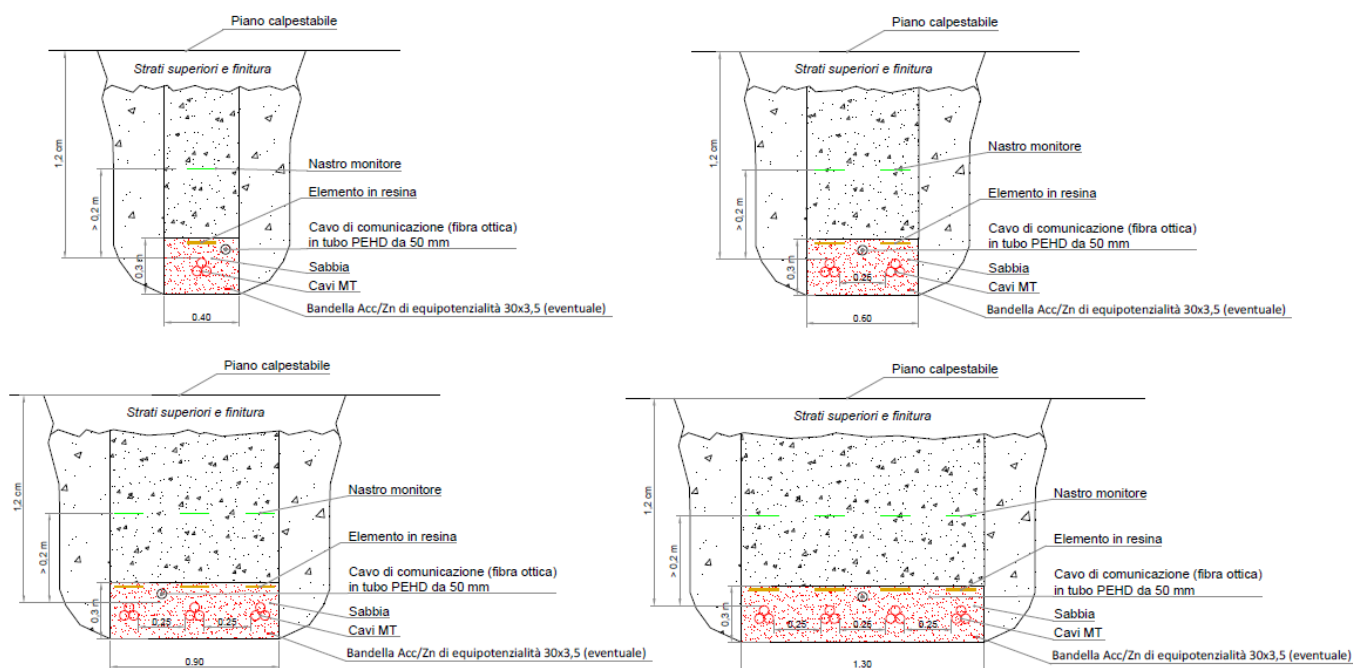 Piano calpestabile
Strati superiori e finitura
1,2 cm
Nastro monitore
> 0,2 m
Elemento in resina
Cavo di comunicazione (fibra ottica)
in tubo PEHD da 50 mm
0.3 m
Sabbia
Cavi MT
Bandella Acc/Zn di equipotenzialità 30x3,5 (eventuale)
0.40
Piano calpestabile
Strati superiori e finitura
1,2 cm
Nastro monitore
> 0,2 m
Elemento in resina
Cavo di comunicazione (fibra ottica)
in tubo PEHD da 50 mm
0.3 m
Sabbia
0.25
Cavi MT
Bandella Acc/Zn di equipotenzialità 30x3,5 (eventuale)
0.60
Piano calpestabile
Strati superiori e finitura
1,2 cm
Nastro monitore
> 0,2 m
Elemento in resina
Cavo di comunicazione (fibra ottica)
in tubo PEHD da 50 mm
0.3 m
Sabbia
0.25
0.25
Cavi MT
Bandella Acc/Zn di equipotenzialità 30x3,5 (eventuale)
0.90
Piano calpestabile
Strati superiori e finitura
1,2 cm
Nastro monitore
> 0,2 m
Elemento in resina
Cavo di comunicazione (fibra ottica)
in tubo PEHD da 50 mm
0.3 m
Sabbia
0.25
0.25
0.25
Cavi MT
Bandella Acc/Zn di equipotenzialità 30x3,5 (eventuale)
1.30